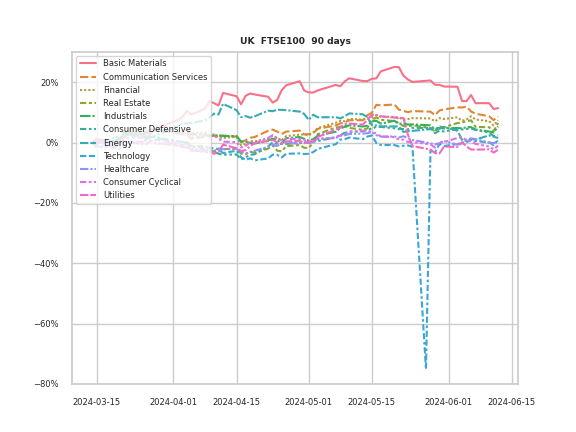 UK FTSE100 90 days
Basic Materials
Communication Services
Financial
Real Estate
Industrials
Consumer Defensive
Energy
Technology
Healthcare
Consumer Cyclical
Utilities
20%
0%
−20%
−40%
−60%
−80%
2024-03-15 2024-04-01 2024-04-15 2024-05-01 2024-05-15 2024-06-01 2024-06-15